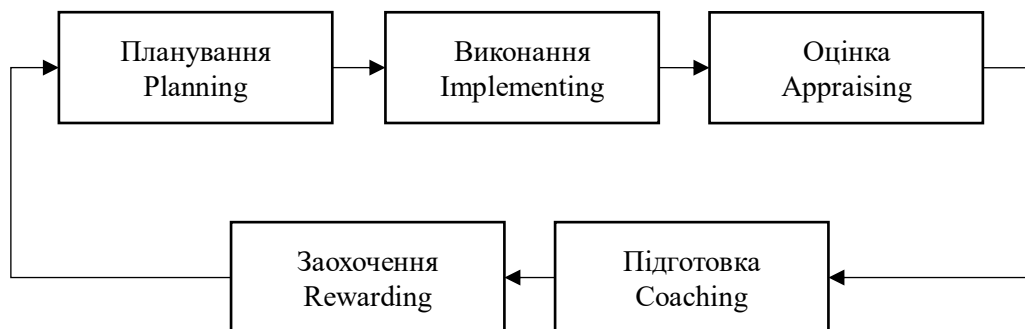 Планування
Planning
Виконання
Implementing
Оцінка
Appraising
Заохочення
Rewarding
Підготовка
Coaching